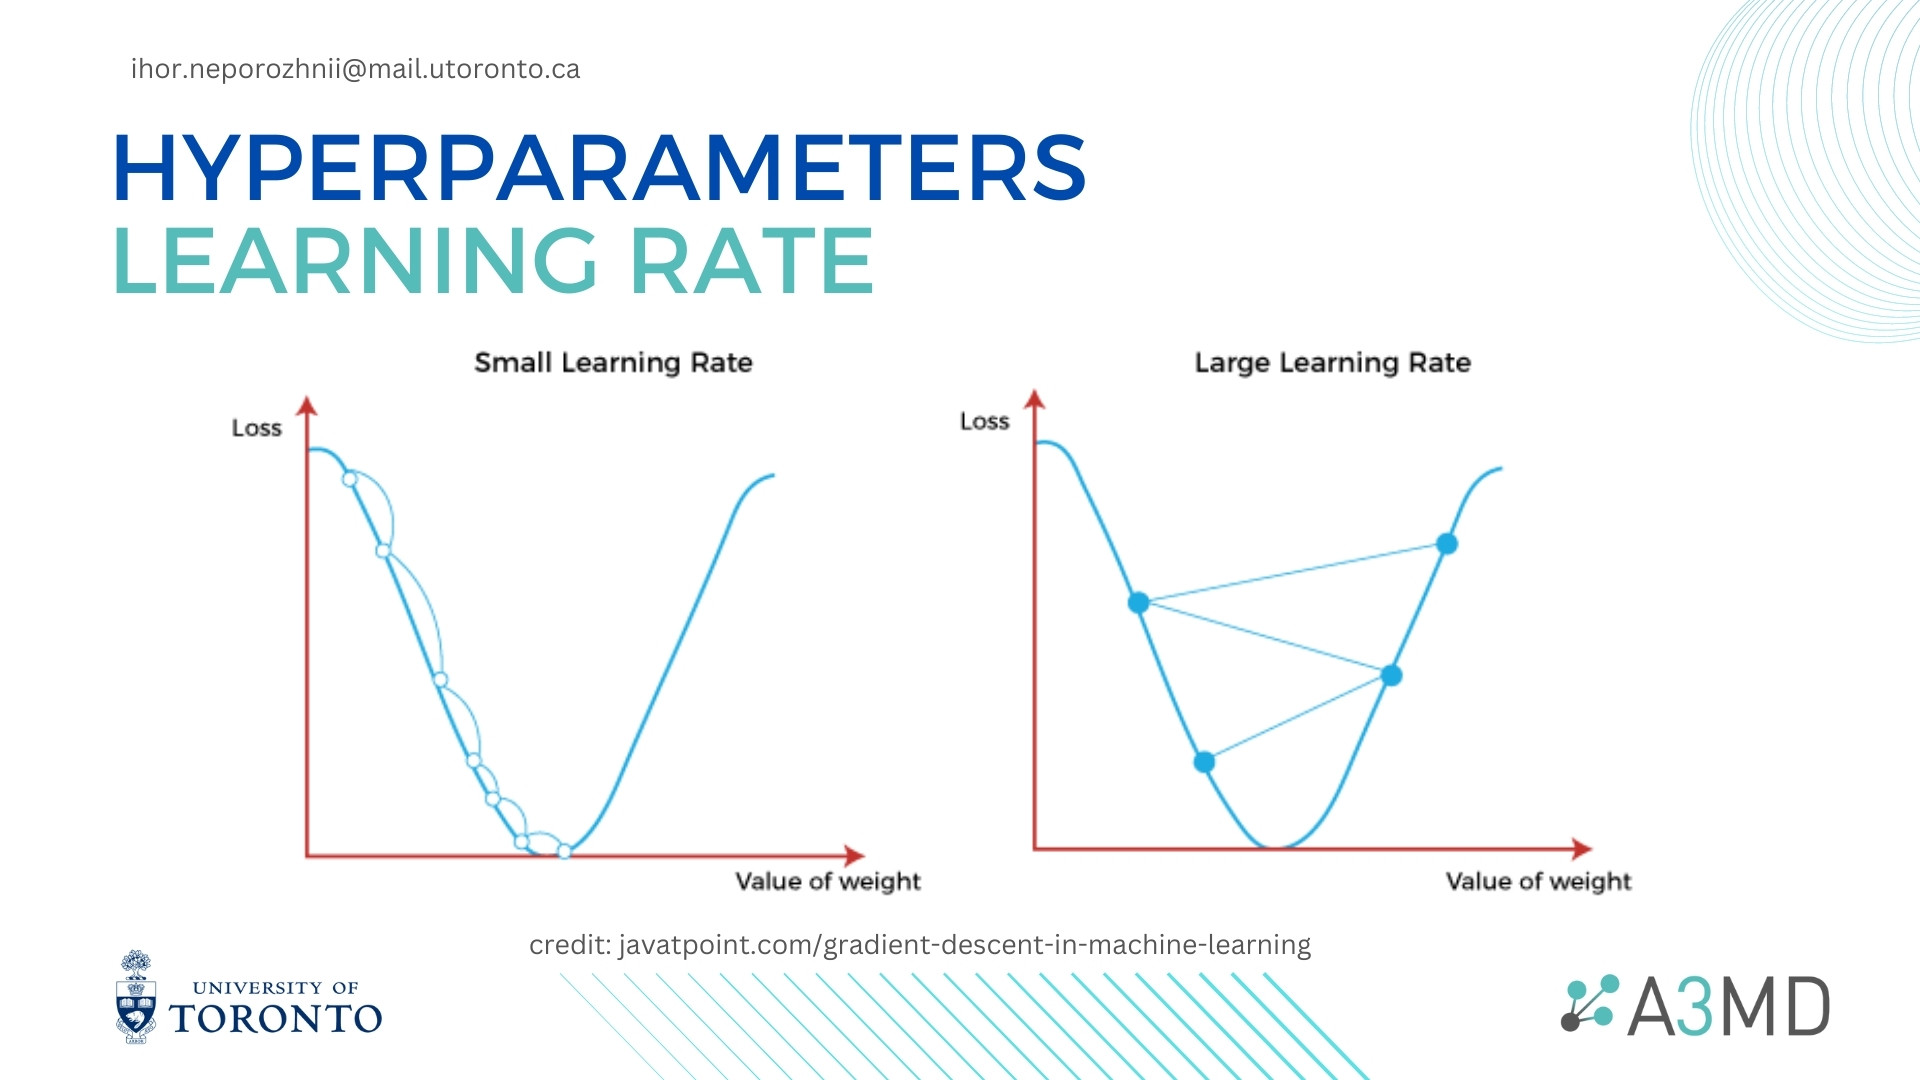 ihor.neporozhnii@mail.utoronto.ca
HYPERPARAMETERS
LEARNING RATE
Small Learning Rate
Loss
Value of weight
Large Learning Rate
Loss
Value of weight
credit: javatpoint.com/gradient-descent-in-machine-learning
UNIVERSITY OF
TORONTO
A3MD